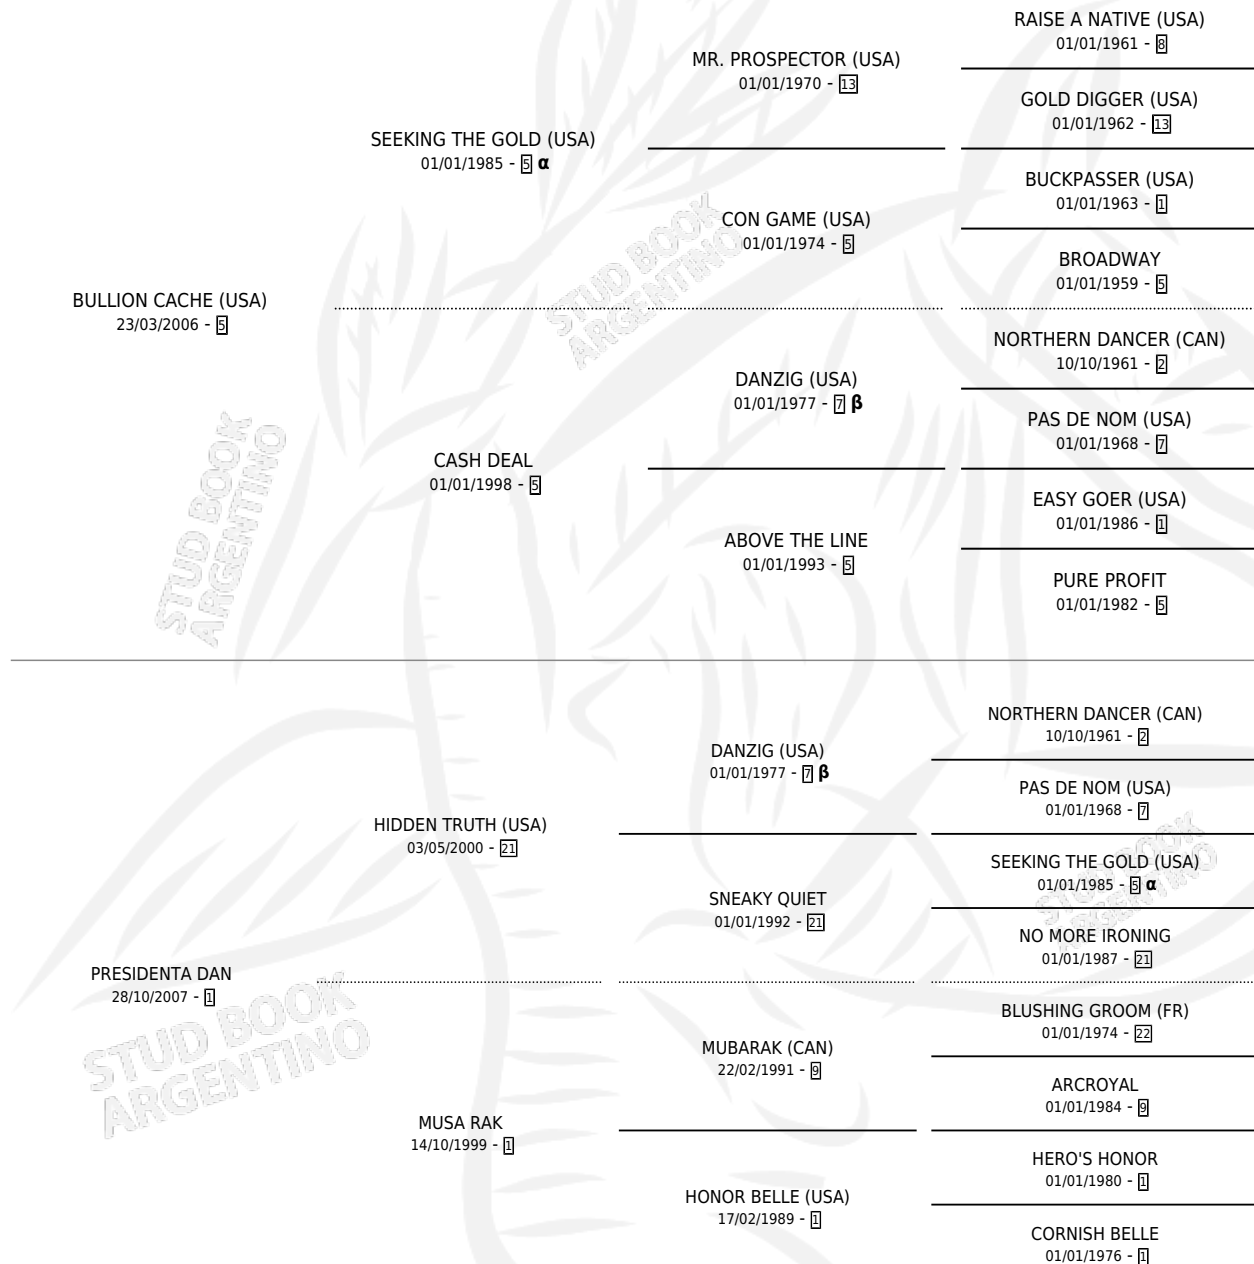 RAISE A NATIVE (USA)
01/01/1961 - 8
MR. PROSPECTOR (USA)
01/01/1970 - 13
GOLD DIGGER (USA)
01/01/1962 - 13
SEEKING THE GOLD (USA)
01/01/1985 - 5 α
BUCKPASSER (USA)
01/01/1963 - 1
CON GAME (USA)
01/01/1974 - 5
BROADWAY
01/01/1959 - 5
BULLION CACHE (USA)
23/03/2006 - 5
NORTHERN DANCER (CAN)
10/10/1961 - 2
DANZIG (USA)
01/01/1977 - 7 β
PAS DE NOM (USA)
01/01/1968 - 7
CASH DEAL
01/01/1998 - 5
EASY GOER (USA)
01/01/1986 - 1
ABOVE THE LINE
01/01/1993 - 5
PURE PROFIT
01/01/1982 - 5
NORTHERN DANCER (CAN)
10/10/1961 - 2
DANZIG (USA)
01/01/1977 - 7 β
PAS DE NOM (USA)
01/01/1968 - 7
HIDDEN TRUTH (USA)
03/05/2000 - 21
SEEKING THE GOLD (USA)
01/01/1985 - 5 α
SNEAKY QUIET
01/01/1992 - 21
NO MORE IRONING
01/01/1987 - 21
PRESIDENTA DAN
28/10/2007 - 1
BLUSHING GROOM (FR)
01/01/1974 - 22
MUBARAK (CAN)
22/02/1991 - 9
ARCROYAL
01/01/1984 - 9
MUSA RAK
14/10/1999 - 1
HERO'S HONOR
01/01/1980 - 1
HONOR BELLE (USA)
17/02/1989 - 1
CORNISH BELLE
01/01/1976 - 1
STUD BOOK
ARGENTINO
STUD BOOK
ARGENTINO
STUD BOOK
ARGENTINO
STUD BOOK
ARGENTINO